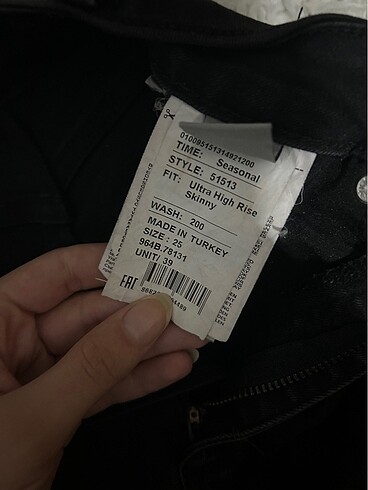 010095151314921200
TIME: Seasonal
STYLE: 51513
FIT: Ultra High Rise
Skinny
WASH: 200
MADE IN TURKEY
SIZE : 25
964B.78131
UNIT/ 39
EAC